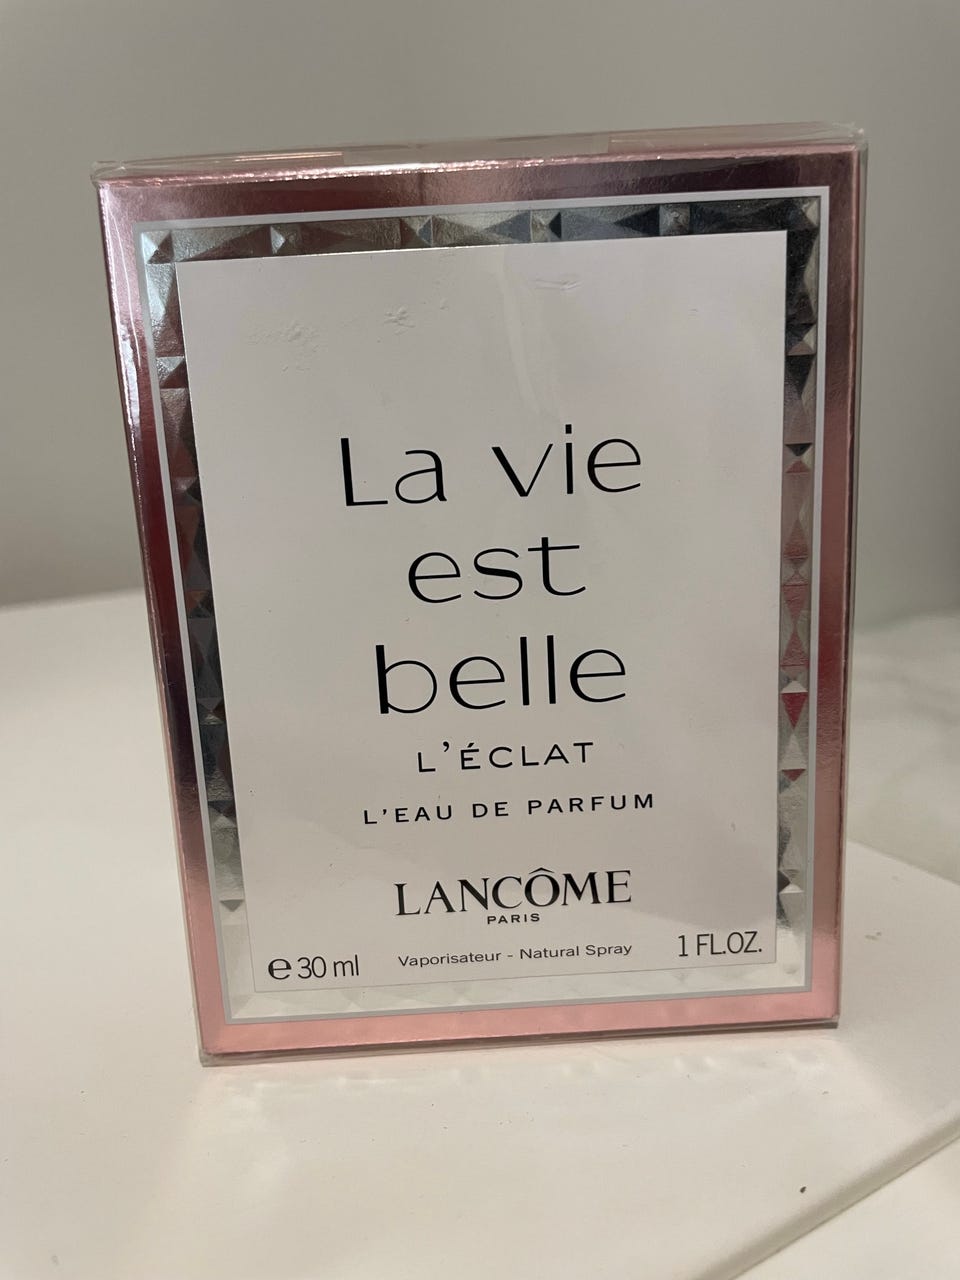 La vie
est
belle
L'ÉCLAT
L'EAU DE PARFUM
LANCÔME
PARIS
℮ 30 ml Vaporisateur - Natural Spray 1 FL.OZ.